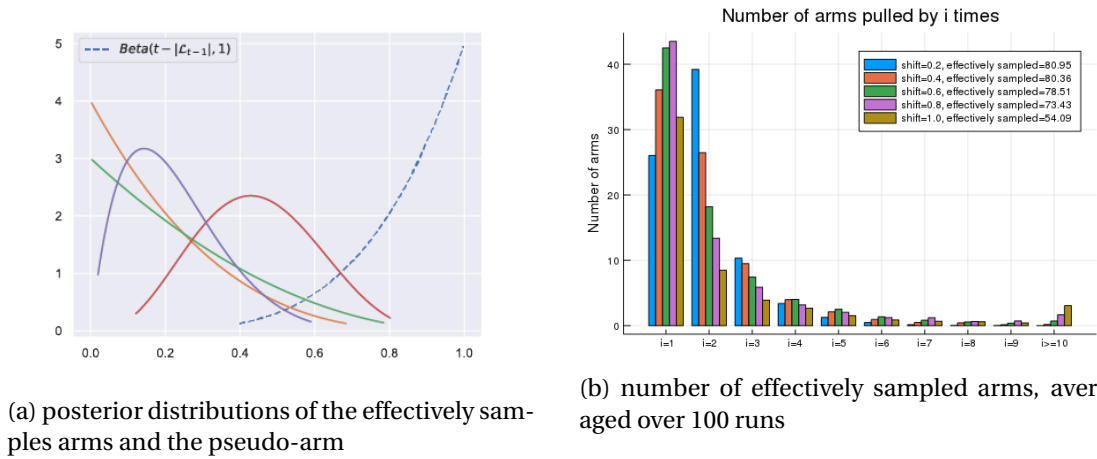 Beta(t − |ℒₜ₋₁|, 1)
5
4
3
2
1
0
0.0 0.2 0.4 0.6 0.8 1.0
(a) posterior distributions of the effectively sam-
ples arms and the pseudo-arm
Number of arms pulled by i times
shift=0.2, effectively sampled=80.95
shift=0.4, effectively sampled=80.36
shift=0.6, effectively sampled=78.51
shift=0.8, effectively sampled=73.43
shift=1.0, effectively sampled=54.09
Number of arms
40
30
20
10
0
i=1 i=2 i=3 i=4 i=5 i=6 i=7 i=8 i=9 i>=10
(b) number of effectively sampled arms, aver
aged over 100 runs